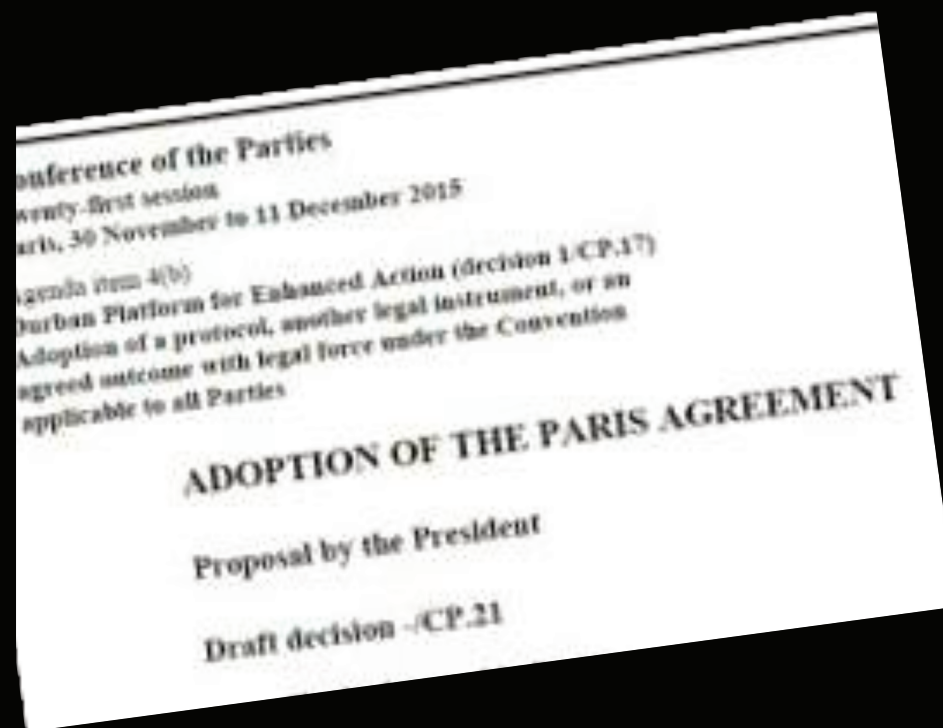 onference of the Parties
wenty-first session
aris, 30 November to 11 December 2015
genda item 4(b)
Durban Platform for Enhanced Action (decision 1/CP.17)
Adoption of a protocol, another legal instrument, or an
agreed outcome with legal force under the Convention
applicable to all Parties
ADOPTION OF THE PARIS AGREEMENT
Proposal by the President
Draft decision -/CP.21